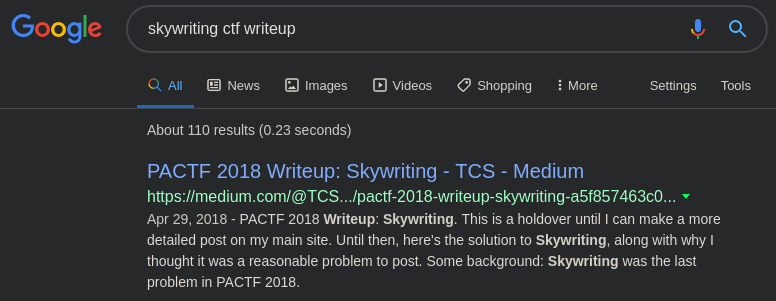 Google skywriting ctf writeup
All News Images Videos Shopping More Settings Tools
About 110 results (0.23 seconds)
PACTF 2018 Writeup: Skywriting - TCS - Medium
https://medium.com/@TCS.../pactf-2018-writeup-skywriting-a5f857463c0...
Apr 29, 2018 - PACTF 2018 Writeup: Skywriting. This is a holdover until I can make a more
detailed post on my main site. Until then, here's the solution to Skywriting, along with why I
thought it was a reasonable problem to post. Some background: Skywriting was the last
problem in PACTF 2018.